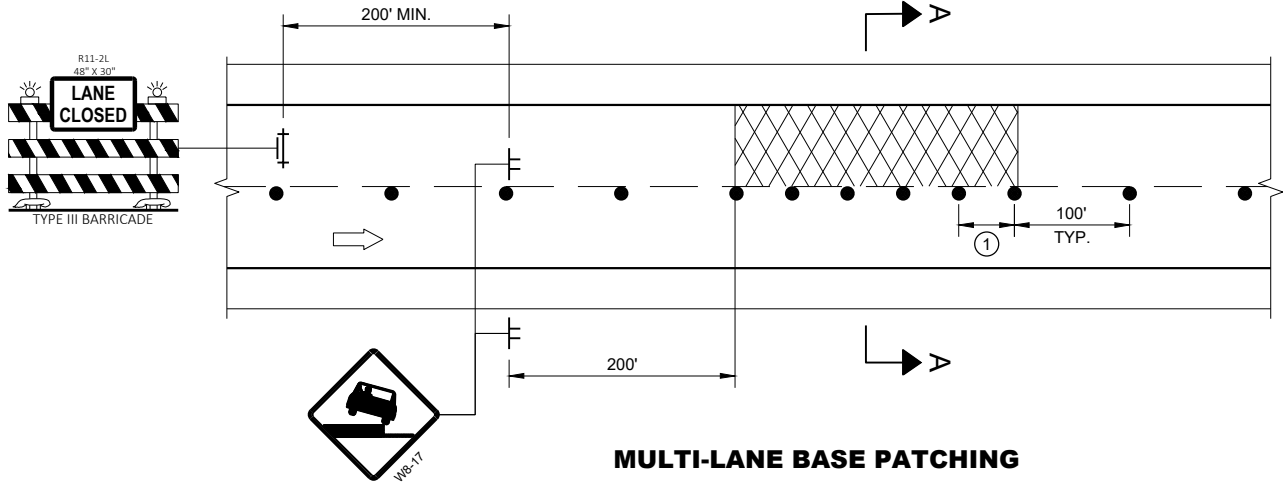 200' MIN.
A
R11-2L
48" X 30"
LANE
CLOSED
TYPE III BARRICADE
100'
TYP.
1
200'
A
W8-17
MULTI-LANE BASE PATCHING